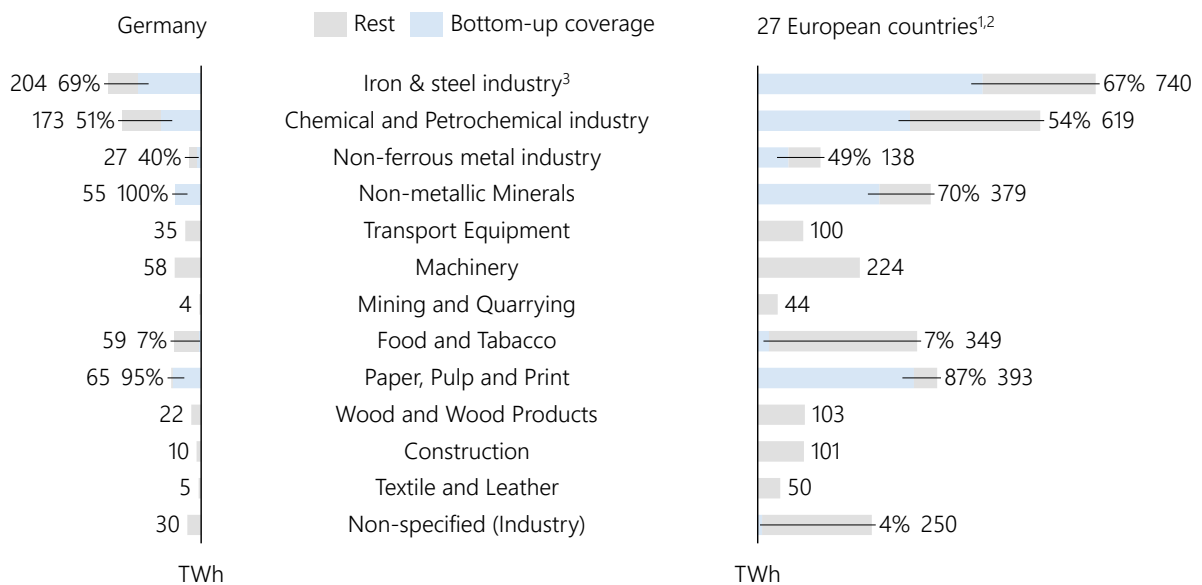 Germany Rest Bottom-up coverage 27 European countries1,2
204 69% Iron & steel industry3 67% 740
173 51% Chemical and Petrochemical industry 54% 619
27 40% Non-ferrous metal industry 49% 138
55 100% Non-metallic Minerals 70% 379
35 Transport Equipment 100
58 Machinery 224
4 Mining and Quarrying 44
59 7% Food and Tabacco 7% 349
65 95% Paper, Pulp and Print 87% 393
22 Wood and Wood Products 103
10 Construction 101
5 Textile and Leather 50
30 Non-specified (Industry) 4% 250
TWh TWh